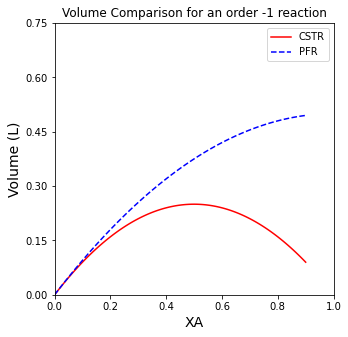 Volume Comparison for an order -1 reaction
0.75
0.60
0.45
0.30
0.15
0.00
Volume (L)
CSTR
PFR
0.0 0.2 0.4 0.6 0.8 1.0
XA